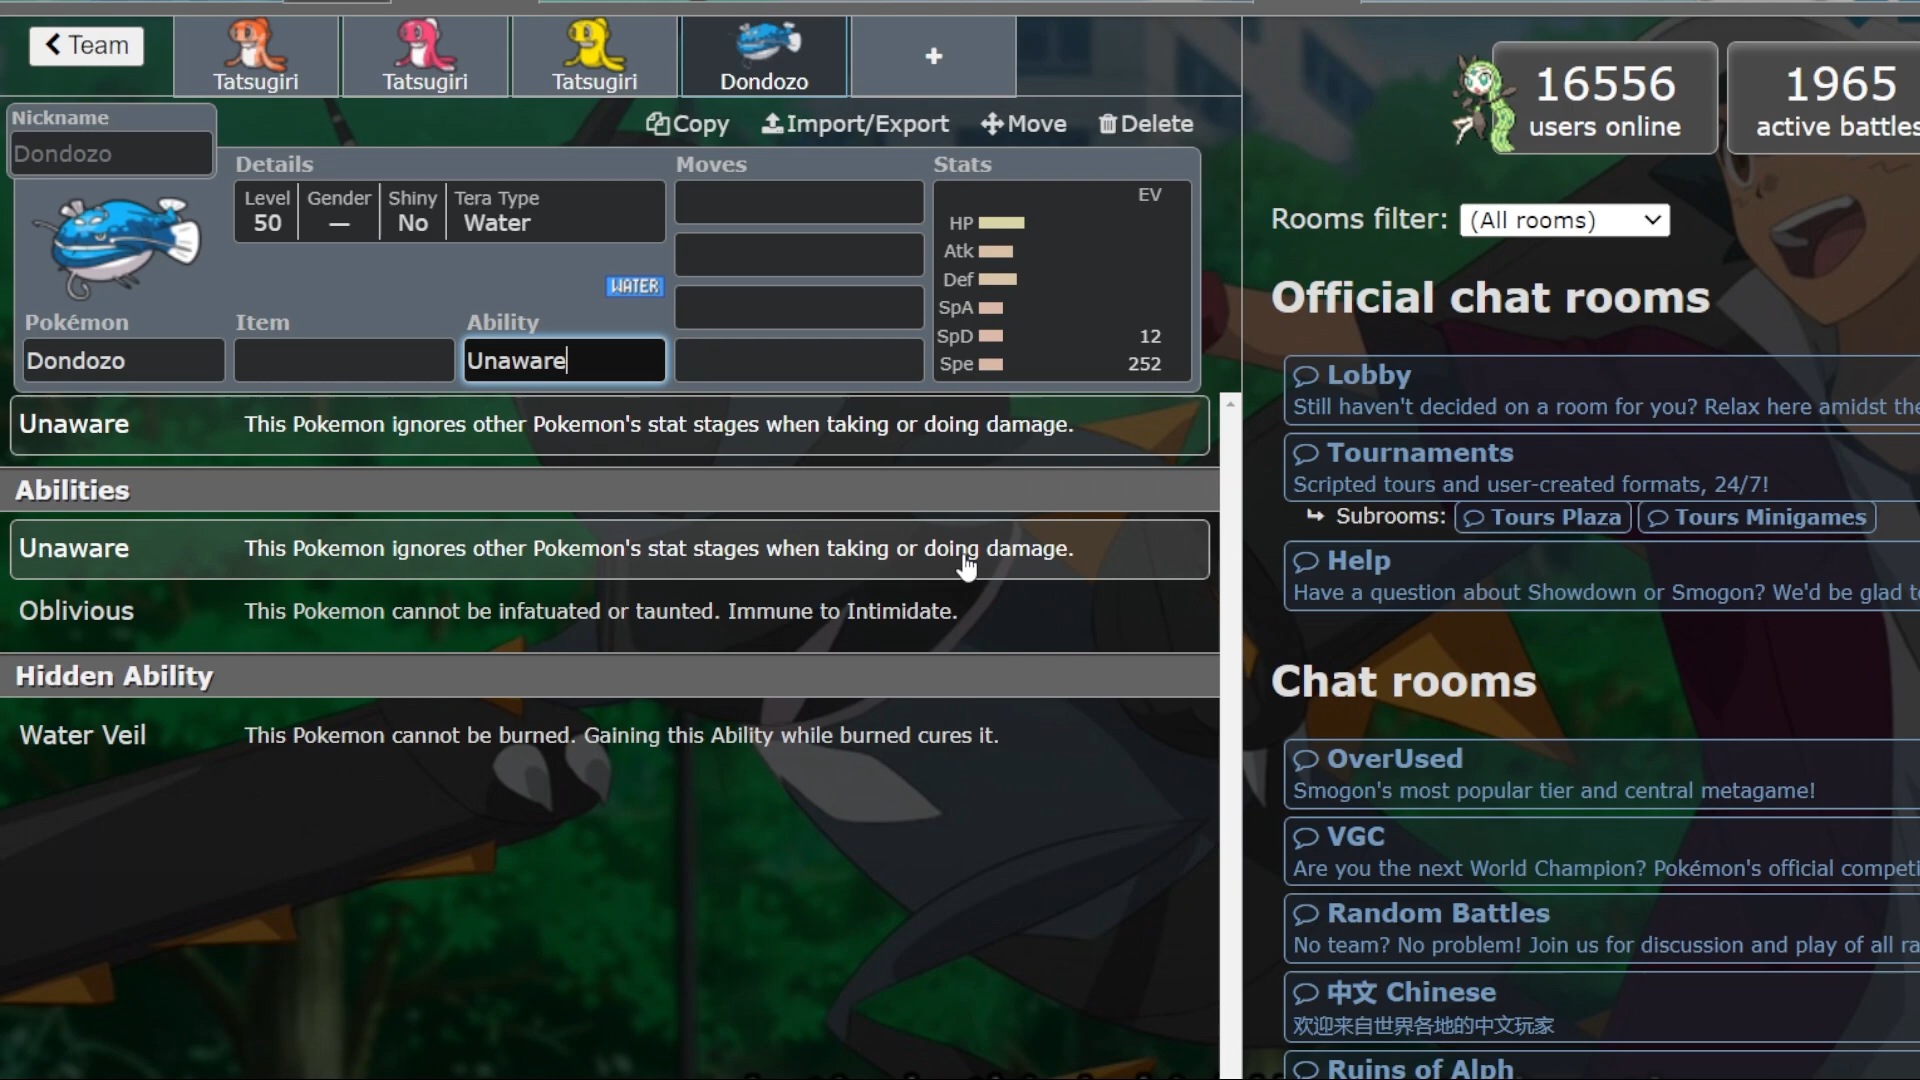 Team
Tatsugiri
Tatsugiri
Tatsugiri
Dondozo
+
Copy
Import/Export
Move
Delete
Nickname
Dondozo
Details
Level
50
Gender
—
Shiny
No
Tera Type
Water
WATER
Pokémon
Dondozo
Item
Ability
Unaware
Moves
Stats
EV
HP
Atk
Def
SpA
SpD 12
Spe 252
Unaware This Pokemon ignores other Pokemon's stat stages when taking or doing damage.
Abilities
Unaware This Pokemon ignores other Pokemon's stat stages when taking or doing damage.
Oblivious This Pokemon cannot be infatuated or taunted. Immune to Intimidate.
Hidden Ability
Water Veil This Pokemon cannot be burned. Gaining this Ability while burned cures it.
16556
users online
1965
active battles
Rooms filter: (All rooms)
Official chat rooms
Lobby
Still haven't decided on a room for you? Relax here amidst the
Tournaments
Scripted tours and user-created formats, 24/7!
Subrooms: Tours Plaza Tours Minigames
Help
Have a question about Showdown or Smogon? We'd be glad to
Chat rooms
OverUsed
Smogon's most popular tier and central metagame!
VGC
Are you the next World Champion? Pokémon's official competi
Random Battles
No team? No problem! Join us for discussion and play of all ra
中文 Chinese
欢迎来自世界各地的中文玩家
Ruins of Alph